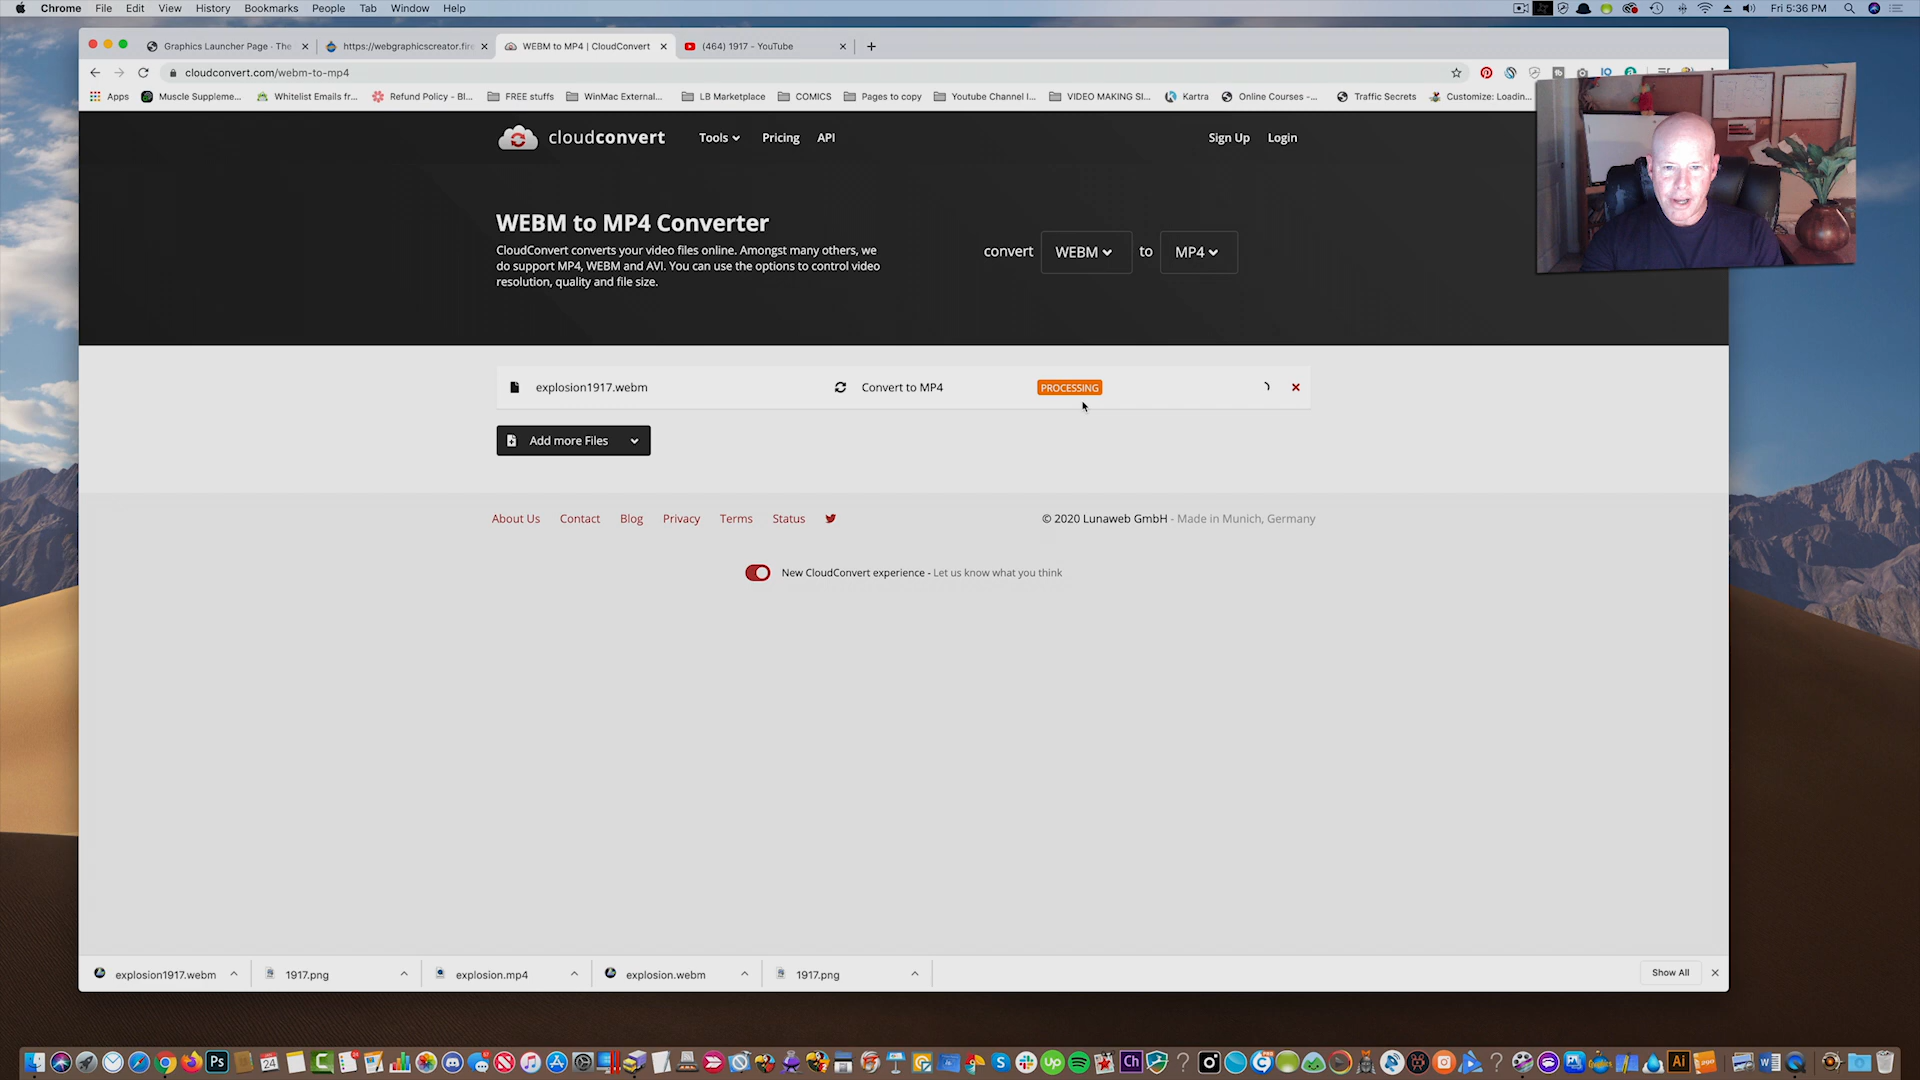 Chrome File Edit View History Bookmarks People Tab Window Help
Fri 5:36 PM
Graphics Launcher Page - The
https://webgraphicscreator.fire
WEBM to MP4 | CloudConvert
(464) 1917 - YouTube
cloudconvert.com/webm-to-mp4
Apps
Muscle Suppleme...
Whitelist Emails fr...
Refund Policy - Bl...
FREE stuffs
WinMac External...
LB Marketplace
COMICS
Pages to copy
Youtube Channel I...
VIDEO MAKING SI...
Kartra
Online Courses -...
Traffic Secrets
Customize: Loadin...
cloudconvert
Tools
Pricing
API
Sign Up
Login
WEBM to MP4 Converter
CloudConvert converts your video files online. Amongst many others, we
do support MP4, WEBM and AVI. You can use the options to control video
resolution, quality and file size.
convert WEBM to MP4
explosion1917.webm
Convert to MP4
PROCESSING
Add more Files
About Us
Contact
Blog
Privacy
Terms
Status
© 2020 Lunaweb GmbH - Made in Munich, Germany
New CloudConvert experience - Let us know what you think
explosion1917.webm
1917.png
explosion.mp4
explosion.webm
1917.png
Show All
Ps
24
Up
Ch
Ai